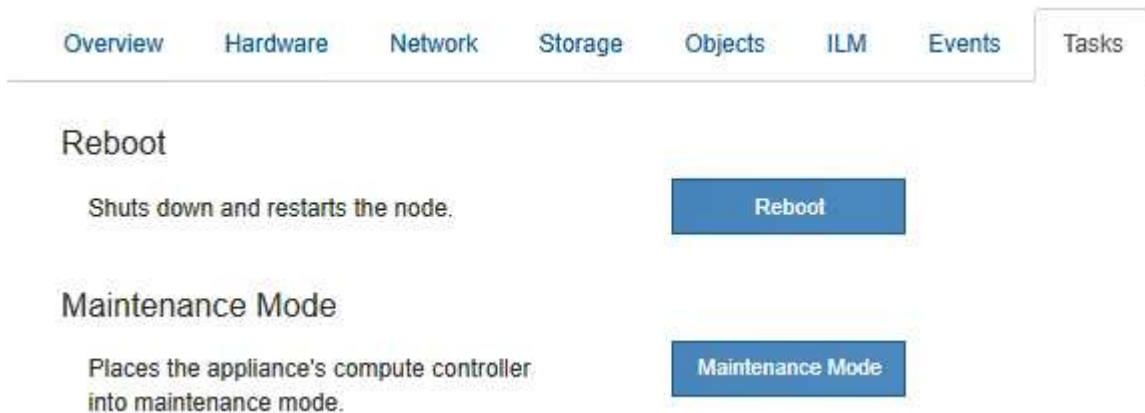 Overview Hardware Network Storage Objects ILM Events Tasks
Reboot
Shuts down and restarts the node. Reboot
Maintenance Mode
Places the appliance's compute controller Maintenance Mode
into maintenance mode.